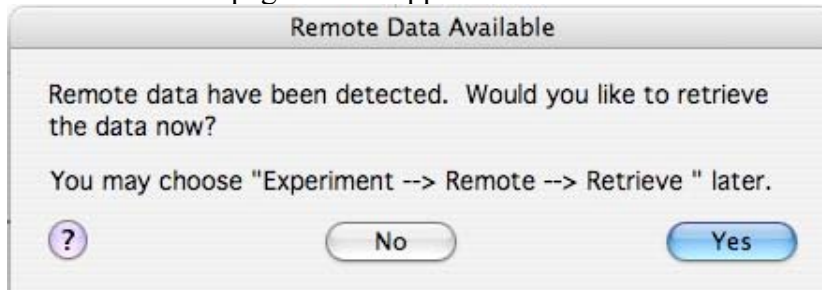 Remote Data Available
Remote data have been detected. Would you like to retrieve
the data now?
You may choose "Experiment --> Remote --> Retrieve " later.
?
No
Yes